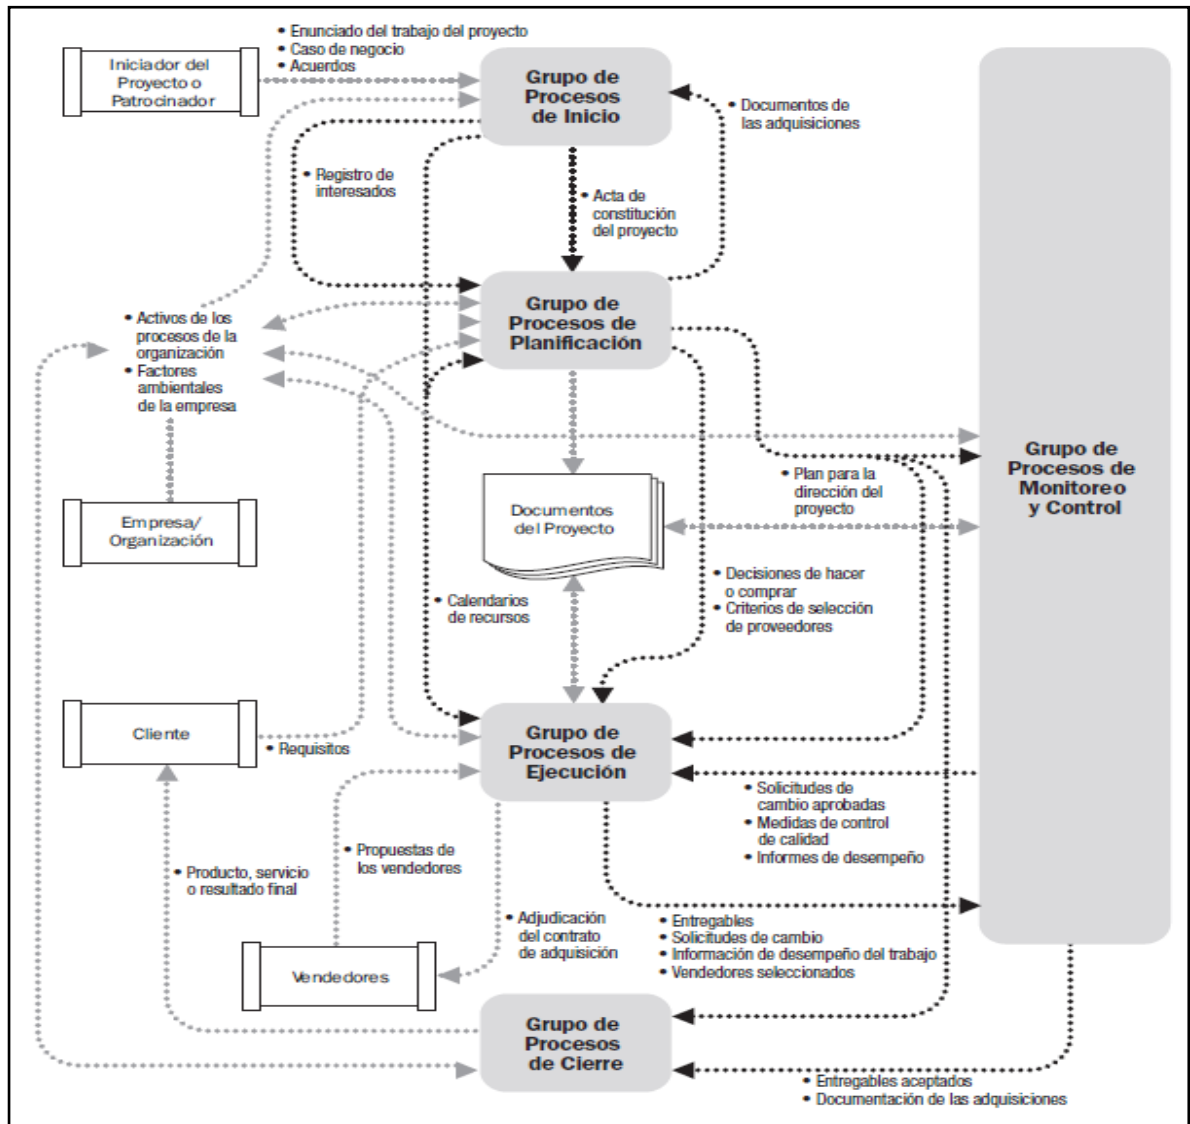 • Enunciado del trabajo del proyecto
• Caso de negocio
• Acuerdos
Iniciador del
Proyecto o
Patrocinador
Grupo de
Procesos
de Inicio
• Documentos de
las adquisiciones
• Registro de
interesados
• Acta de
constitución
del proyecto
Grupo de
Procesos de
Planificación
• Activos de los
procesos de la
organización
• Factores
ambientales
de la empresa
Grupo de
Procesos de
Monitoreo
y Control
• Plan para la
dirección del
proyecto
Empresa/
Organización
Documentos
del Proyecto
• Decisiones de hacer
o comprar
• Criterios de selección
de proveedores
• Calendarios
de recursos
Cliente
• Requisitos
Grupo de
Procesos de
Ejecución
• Solicitudes de
cambio aprobadas
• Medidas de control
de calidad
• Informes de desempeño
• Propuestas de
los vendedores
• Producto, servicio
o resultado final
• Adjudicación
del contrato
de adquisición
• Entregables
• Solicitudes de cambio
• Información de desempeño del trabajo
• Vendedores seleccionados
Vendedores
Grupo de
Procesos
de Cierre
• Entregables aceptados
• Documentación de las adquisiciones